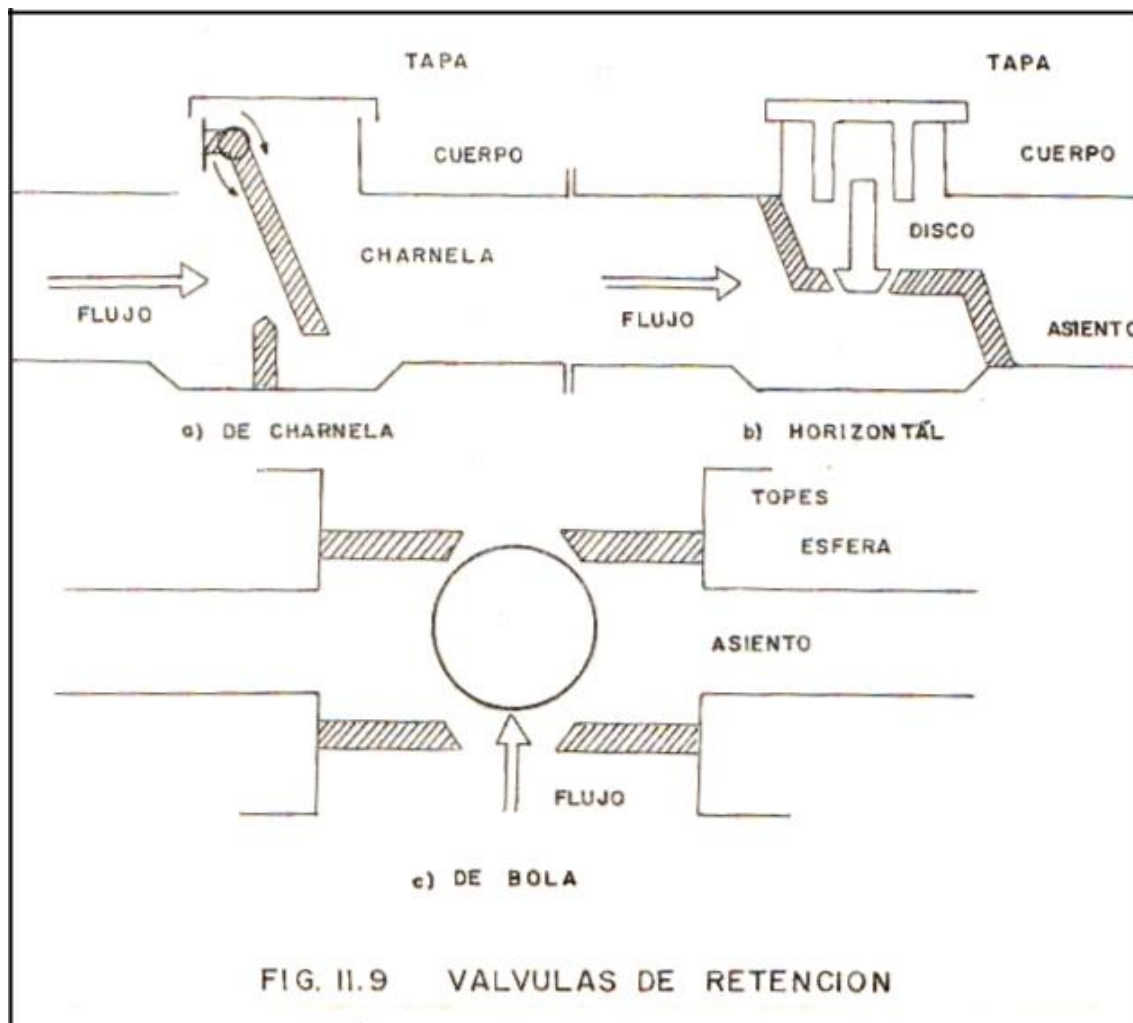 TAPA
CUERPO
CHARNELA
FLUJO
a) DE CHARNELA
TAPA
CUERPO
DISCO
FLUJO
ASIENTO
b) HORIZONTAL
TOPES
ESFERA
ASIENTO
FLUJO
c) DE BOLA
FIG. 11.9 VALVULAS DE RETENCION